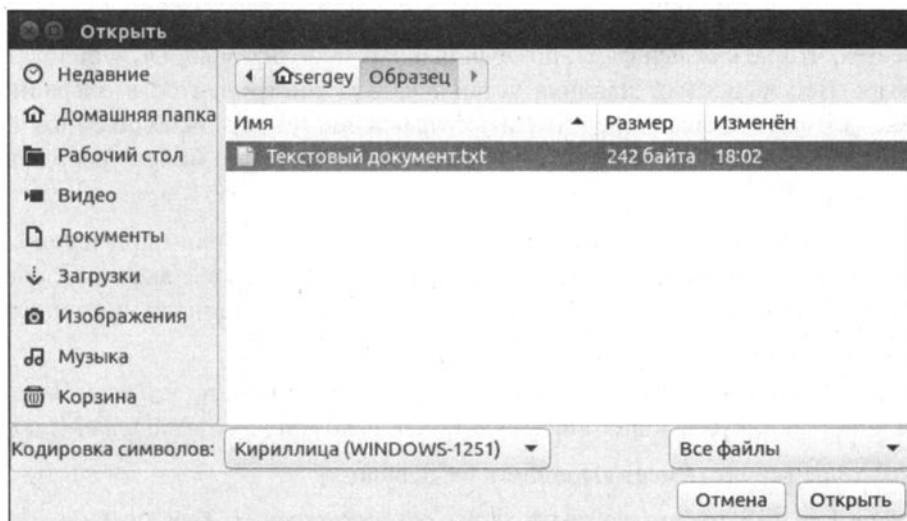 Открыть
Недавние
Домашняя папка
Рабочий стол
Видео
Документы
Загрузки
Изображения
Музыка
Корзина
sergey Образец
Имя Размер Изменён
Текстовый документ.txt 242 байта 18:02
Кодировка символов: Кириллица (WINDOWS-1251) Все файлы
Отмена Открыть